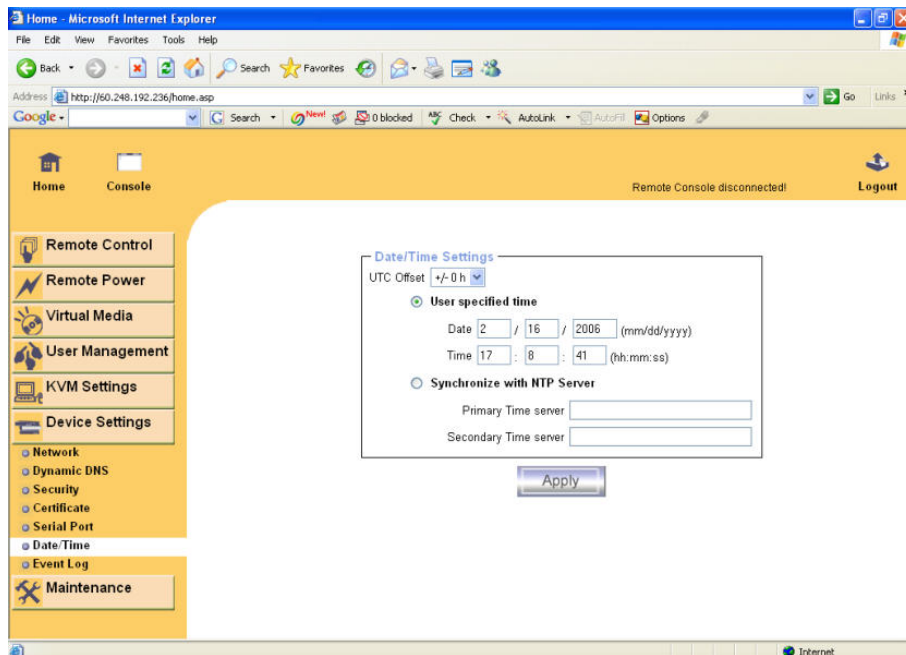 Home - Microsoft Internet Explorer
File Edit View Favorites Tools Help
Back Search Favorites
Address http://60.248.192.236/home.asp Go Links
Google Search New! 0 blocked Check AutoLink AutoFill Options
Home Console Remote Console disconnected! Logout
Remote Control
Remote Power
Virtual Media
User Management
KVM Settings
Device Settings
Network
Dynamic DNS
Security
Certificate
Serial Port
Date/Time
Event Log
Maintenance
Date/Time Settings
UTC Offset +/- 0 h
User specified time
Date 2 / 16 / 2006 (mm/dd/yyyy)
Time 17 : 8 : 41 (hh:mm:ss)
Synchronize with NTP Server
Primary Time server
Secondary Time server
Apply
Internet